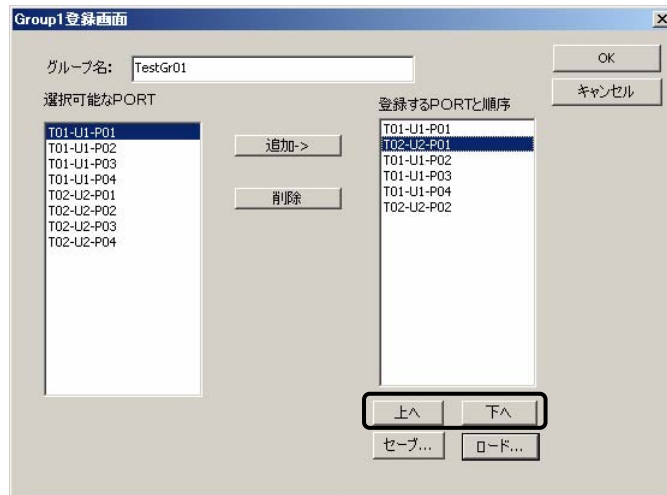 Group1登録画面
グループ名: TestGr01
OK
キャンセル
選択可能なPORT
T01-U1-P01
T01-U1-P02
T01-U1-P03
T01-U1-P04
T02-U2-P01
T02-U2-P02
T02-U2-P03
T02-U2-P04
追加->
削除
登録するPORTと順序
T01-U1-P01
T02-U2-P01
T01-U1-P02
T01-U1-P03
T01-U1-P04
T02-U2-P02
上へ 下へ
セーブ... ロード...